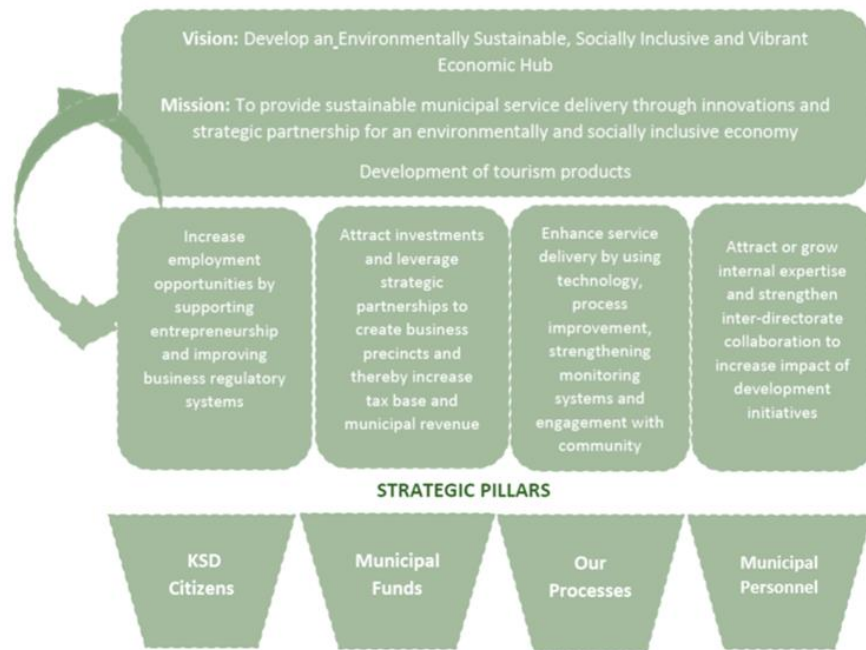 Vision: Develop an Environmentally Sustainable, Socially Inclusive and Vibrant
Economic Hub
Mission: To provide sustainable municipal service delivery through innovations and
strategic partnership for an environmentally and socially inclusive economy
Development of tourism products
Increase
employment
opportunities by
supporting
entrepreneurship
and improving
business regulatory
systems
Attract investments
and leverage
strategic
partnerships to
create business
precincts and
thereby increase
tax base and
municipal revenue
Enhance service
delivery by using
technology,
process
improvement,
strengthening
monitoring
systems and
engagement with
community
Attract or grow
internal expertise
and strengthen
inter-directorate
collaboration to
increase impact of
development
initiatives
STRATEGIC PILLARS
KSD
Citizens
Municipal
Funds
Our
Processes
Municipal
Personnel